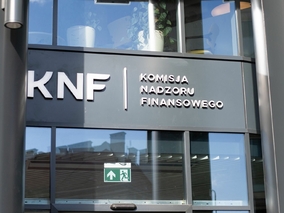 KNF
KOMISJA
NADZORU
FINANSOWEGO